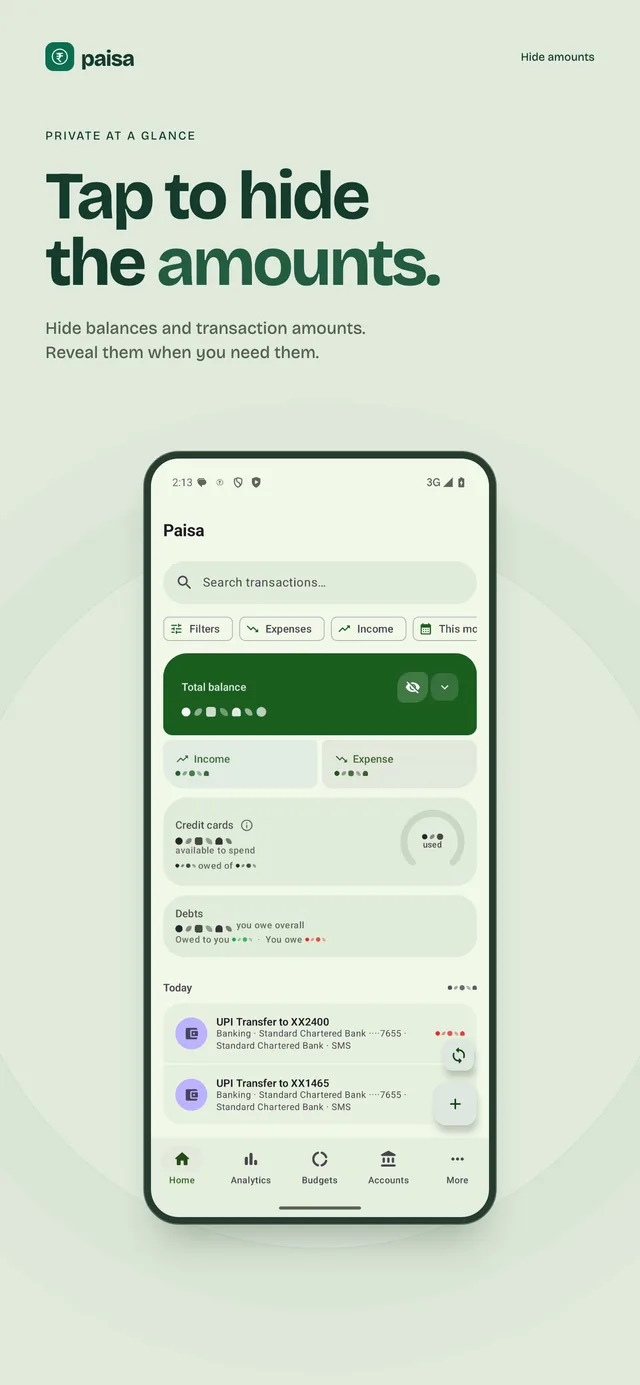 paisa
Hide amounts
PRIVATE AT A GLANCE
Tap to hide
the amounts.
Hide balances and transaction amounts.
Reveal them when you need them.
2:13
3G
Paisa
Search transactions...
Filters
Expenses
Income
This mo
Total balance
Income
Expense
Credit cards
available to spend
owed of
used
Debts
you owe overall
Owed to you · You owe
Today
UPI Transfer to XX2400
Banking · Standard Chartered Bank ····7655 ·
Standard Chartered Bank · SMS
UPI Transfer to XX1465
Banking · Standard Chartered Bank ····7655 ·
Standard Chartered Bank · SMS
Home
Analytics
Budgets
Accounts
More